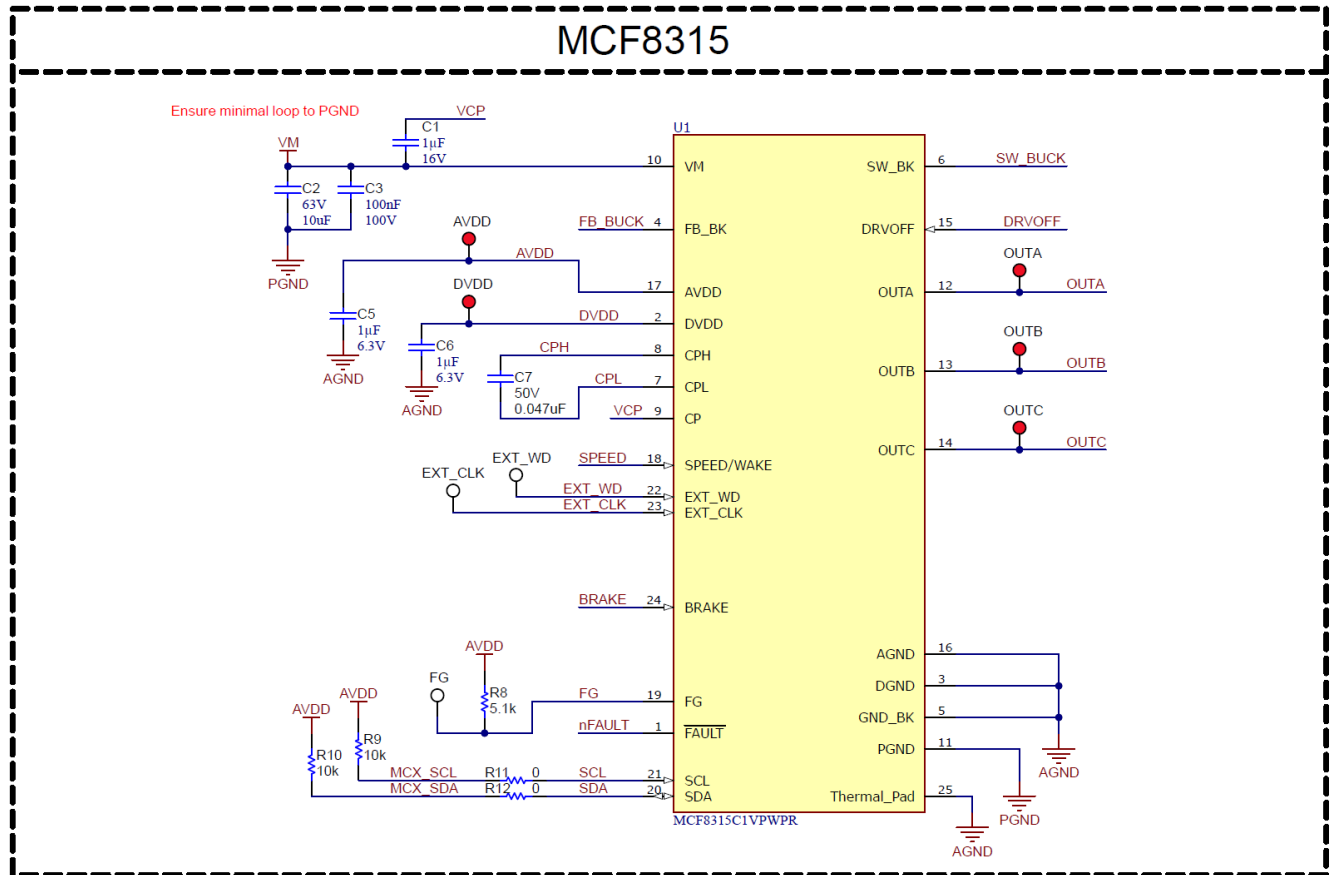 MCF8315
Ensure minimal loop to PGND
VCP
C1
1µF
16V
VM
C2
63V
10uF
C3
100nF
100V
PGND
U1
10
VM
SW_BK
6
SW_BUCK
FB_BUCK
4
FB_BK
DRVOFF
15
DRVOFF
AVDD
AVDD
17
AVDD
OUTA
12
OUTA
OUTA
DVDD
DVDD
2
DVDD
C5
1µF
6.3V
AGND
C6
1µF
6.3V
AGND
CPH
8
CPH
C7
50V
0.047uF
CPL
7
CPL
VCP
9
CP
OUTB
OUTB
13
OUTB
OUTC
OUTC
14
OUTC
SPEED
18
SPEED/WAKE
EXT_WD
EXT_CLK
EXT_WD
22
EXT_WD
EXT_CLK
23
EXT_CLK
BRAKE
24
BRAKE
AGND
16
DGND
3
GND_BK
5
PGND
11
AGND
PGND
Thermal_Pad
25
AGND
AVDD
R8
5.1k
FG
FG
19
FG
nFAULT
1
FAULT
AVDD
R9
10k
AVDD
R10
10k
MCX_SCL
R11
0
SCL
21
SCL
MCX_SDA
R12
0
SDA
20
SDA
MCF8315C1VPWPR